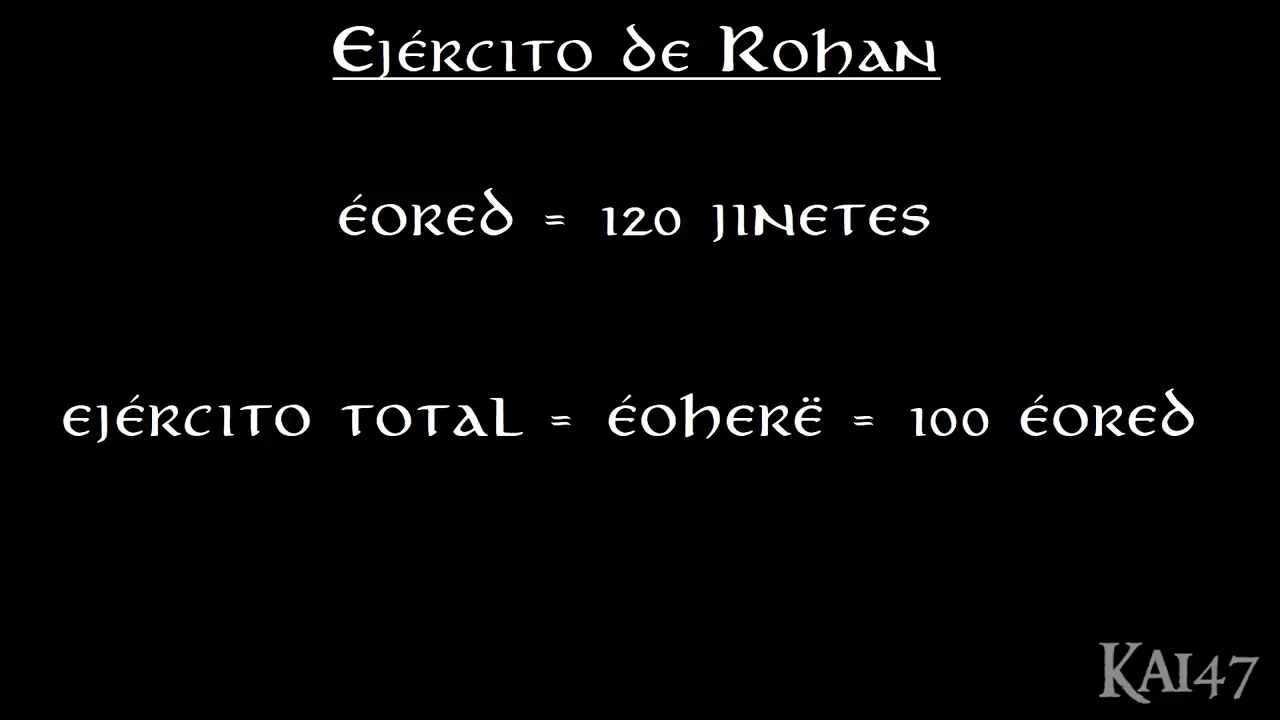 Ejército de Rohan
éored = 120 jinetes
ejército total = éoherë = 100 éored
Kai47